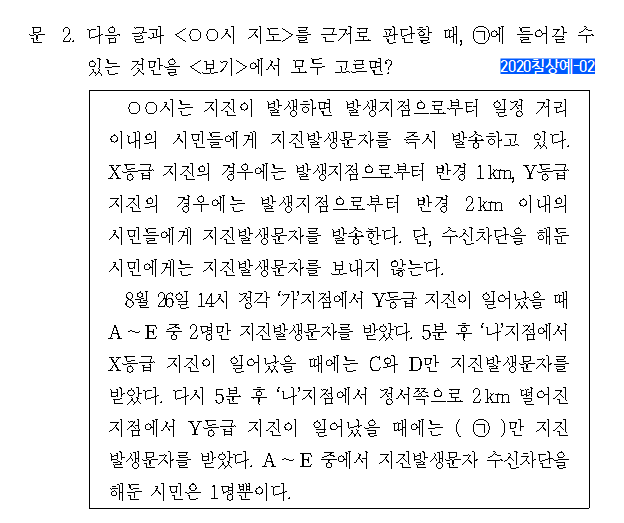 문 2. 다음 글과 <○○시 지도>를 근거로 판단할 때, ㉠에 들어갈 수
있는 것만을 <보기>에서 모두 고르면?
2020침상예-02
○○시는 지진이 발생하면 발생지점으로부터 일정 거리
이내의 시민들에게 지진발생문자를 즉시 발송하고 있다.
X등급 지진의 경우에는 발생지점으로부터 반경 1km, Y등급
지진의 경우에는 발생지점으로부터 반경 2km 이내의
시민들에게 지진발생문자를 발송한다. 단, 수신차단을 해둔
시민에게는 지진발생문자를 보내지 않는다.
8월 26일 14시 정각 '가'지점에서 Y등급 지진이 일어났을 때
A~E 중 2명만 지진발생문자를 받았다. 5분 후 '나'지점에서
X등급 지진이 일어났을 때에는 C와 D만 지진발생문자를
받았다. 다시 5분 후 '나'지점에서 정서쪽으로 2km 떨어진
지점에서 Y등급 지진이 일어났을 때에는 ( ㉠ )만 지진
발생문자를 받았다. A~E 중에서 지진발생문자 수신차단을
해둔 시민은 1명뿐이다.